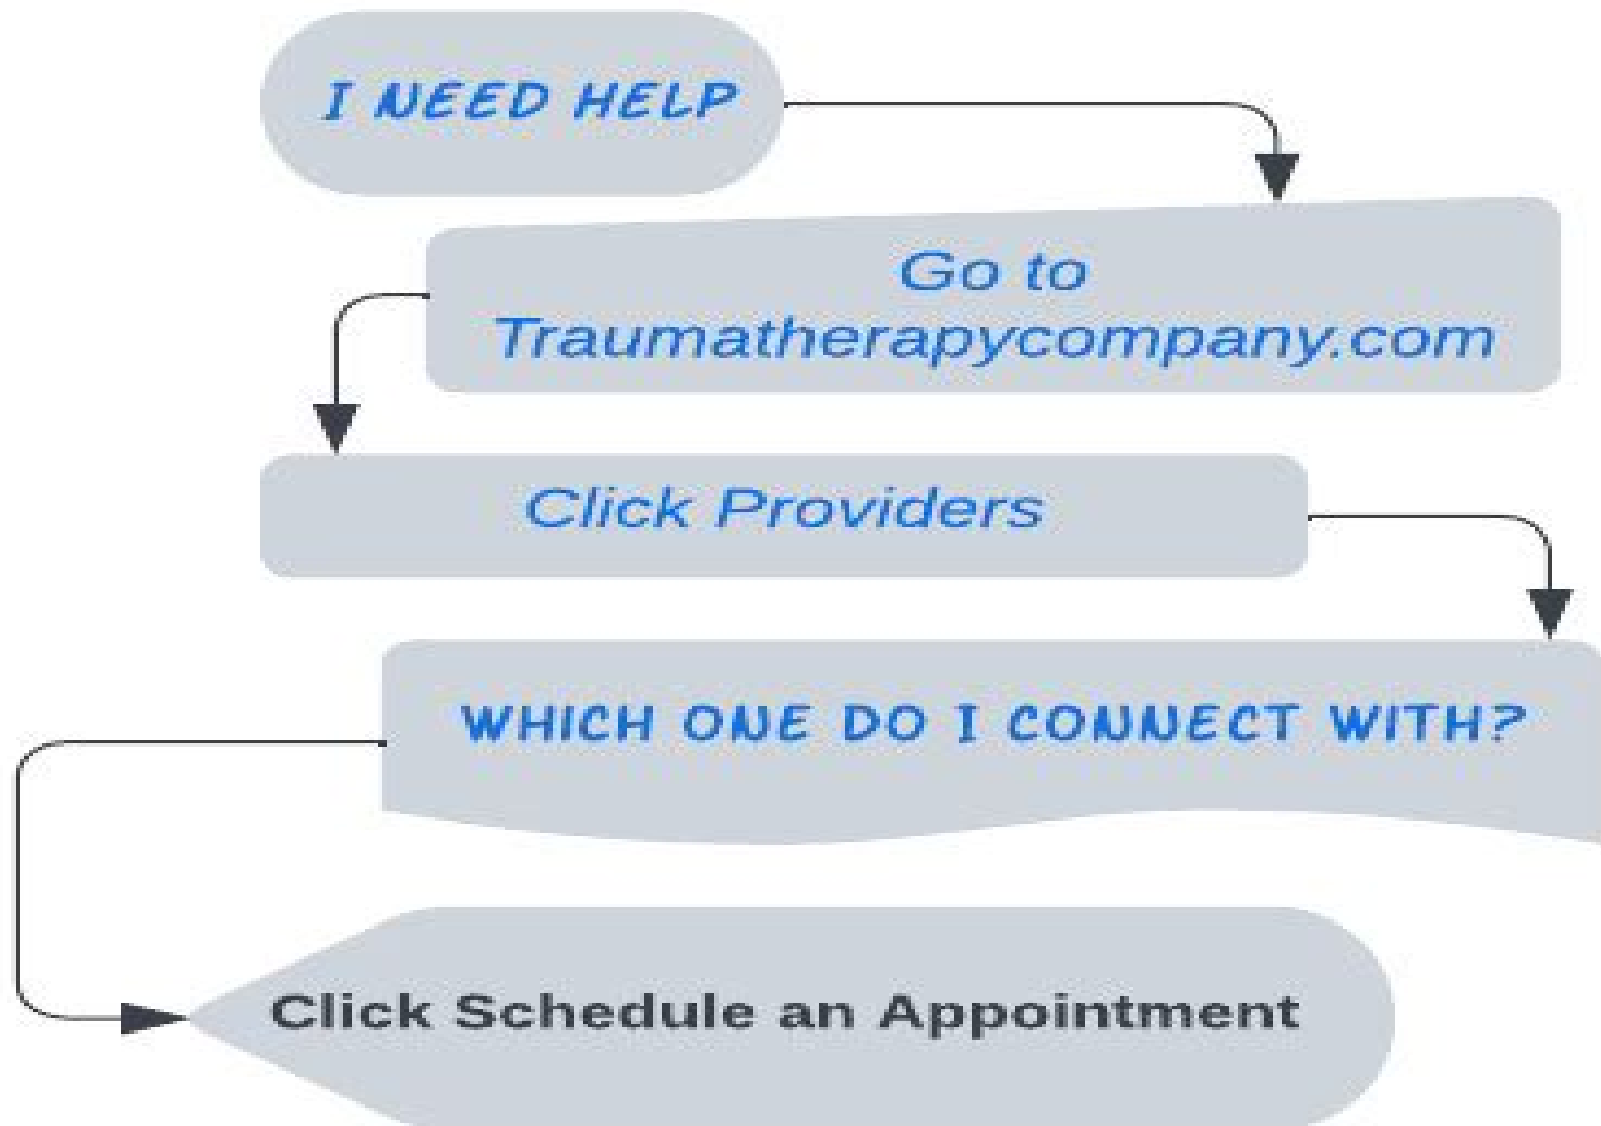 I NEED HELP
Go to
Traumatherapycompany.com
Click Providers
WHICH ONE DO I CONNECT WITH?
Click Schedule an Appointment